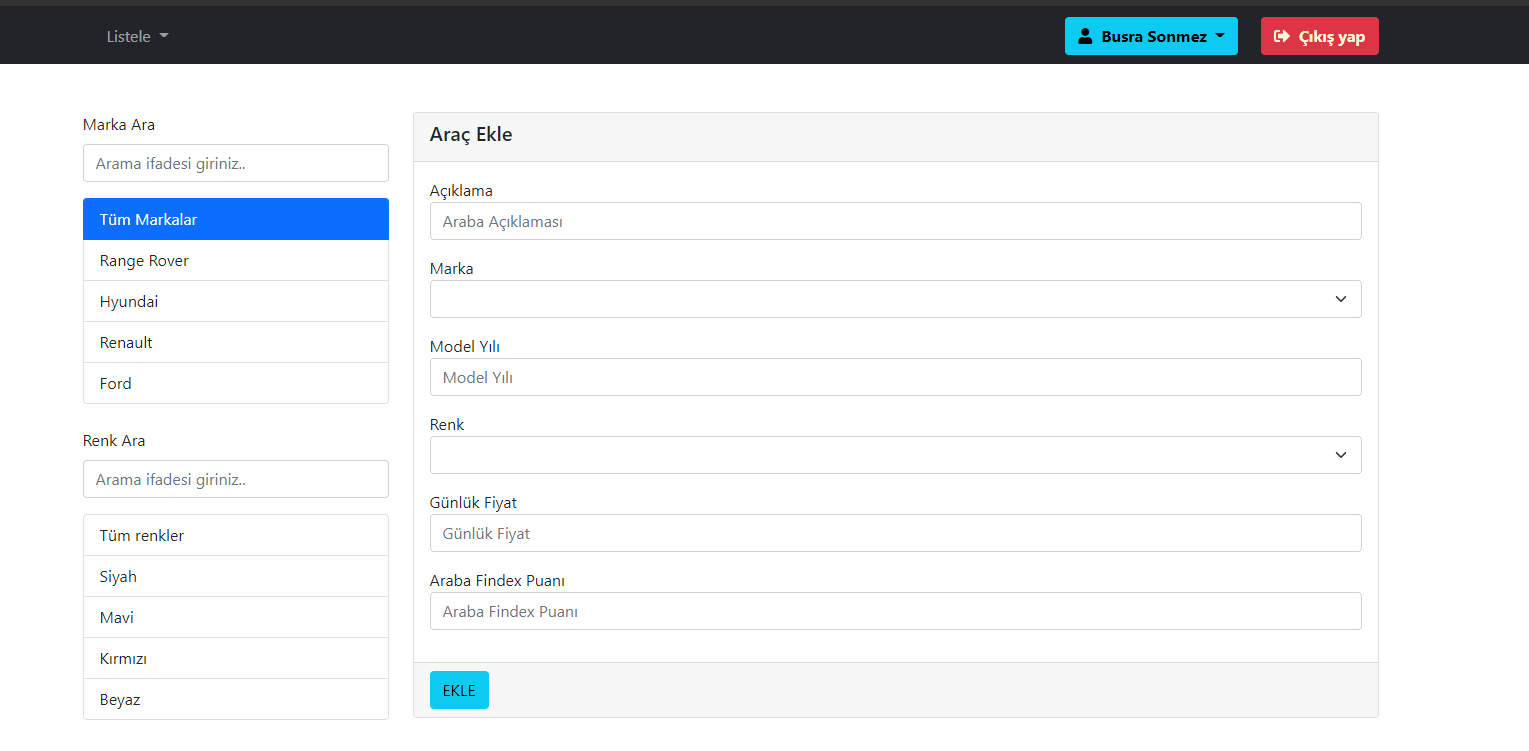 Listele
Busra Sonmez
Çıkış yap
Marka Ara
Arama ifadesi giriniz..
Tüm Markalar
Range Rover
Hyundai
Renault
Ford
Renk Ara
Arama ifadesi giriniz..
Tüm renkler
Siyah
Mavi
Kırmızı
Beyaz
Araç Ekle
Açıklama
Araba Açıklaması
Marka
Model Yılı
Model Yılı
Renk
Günlük Fiyat
Günlük Fiyat
Araba Findex Puanı
Araba Findex Puanı
EKLE